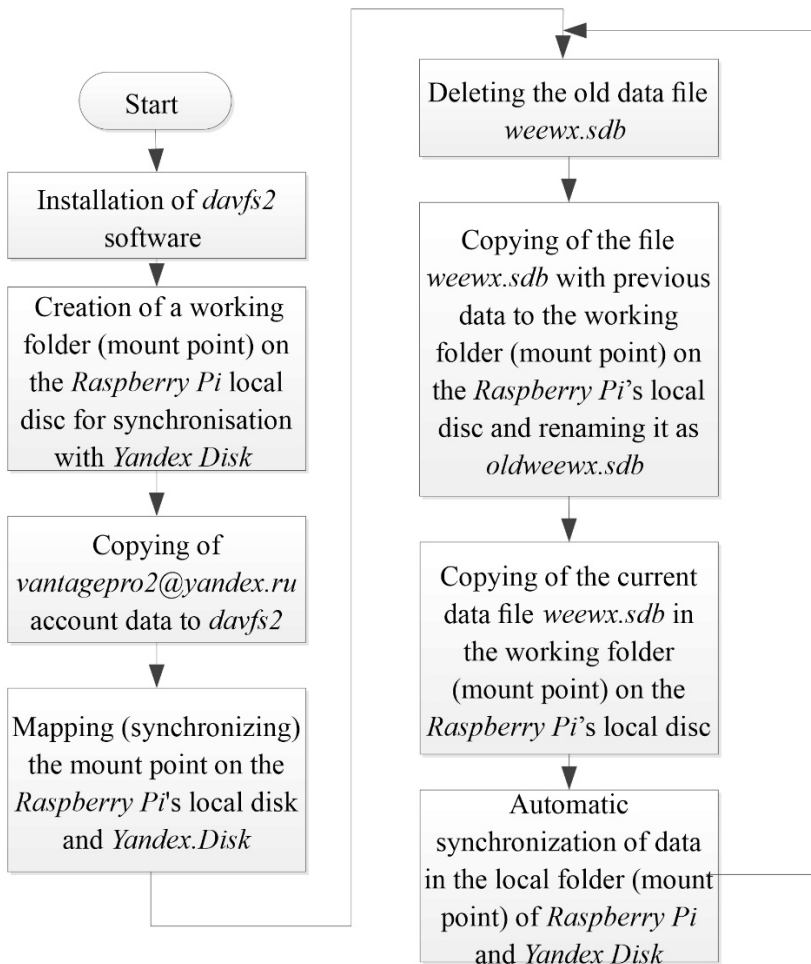 Start
Installation of davfs2
software
Creation of a working
folder (mount point) on
the Raspberry Pi local
disc for synchronisation
with Yandex Disk
Copying of
vantagepro2@yandex.ru
account data to davfs2
Mapping (synchronizing)
the mount point on the
Raspberry Pi's local disk
and Yandex.Disk
Deleting the old data file
weewx.sdb
Copying of the file
weewx.sdb with previous
data to the working
folder (mount point) on
the Raspberry Pi’s local
disc and renaming it as
oldweewx.sdb
Copying of the current
data file weewx.sdb in
the working folder
(mount point) on the
Raspberry Pi’s local disc
Automatic
synchronization of data
in the local folder (mount
point) of Raspberry Pi
and Yandex Disk